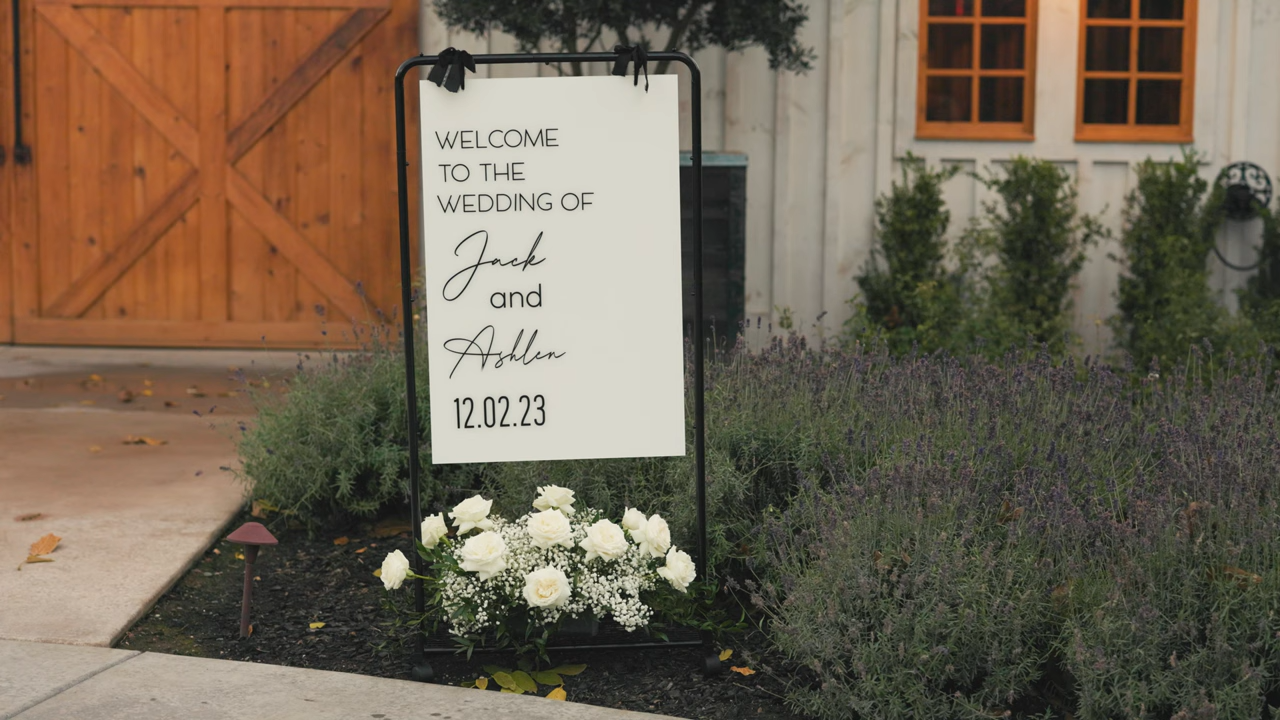 WELCOME
TO THE
WEDDING OF
Jack
and
Ashlen
12.02.23